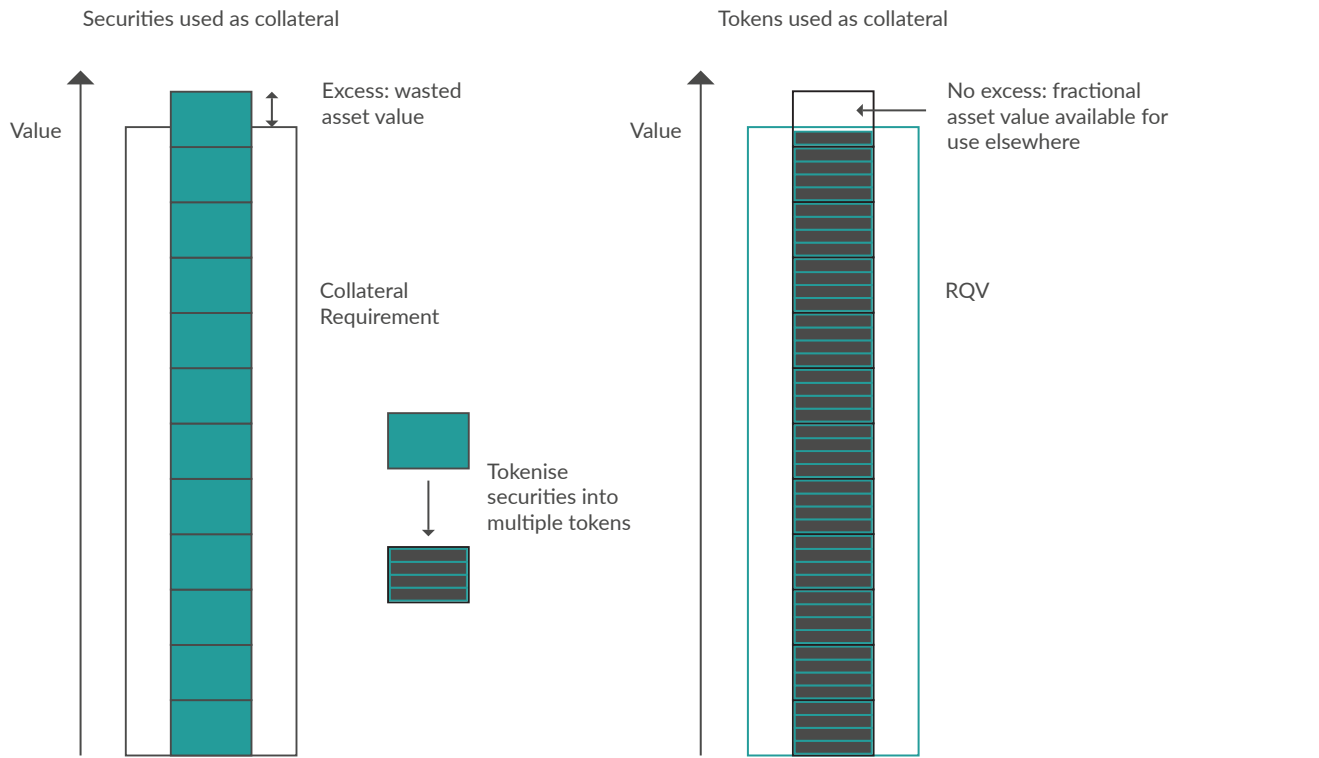 Securities used as collateral
Value
Excess: wasted
asset value
Collateral
Requirement
Tokenise
securities into
multiple tokens
Tokens used as collateral
Value
No excess: fractional
asset value available for
use elsewhere
RQV